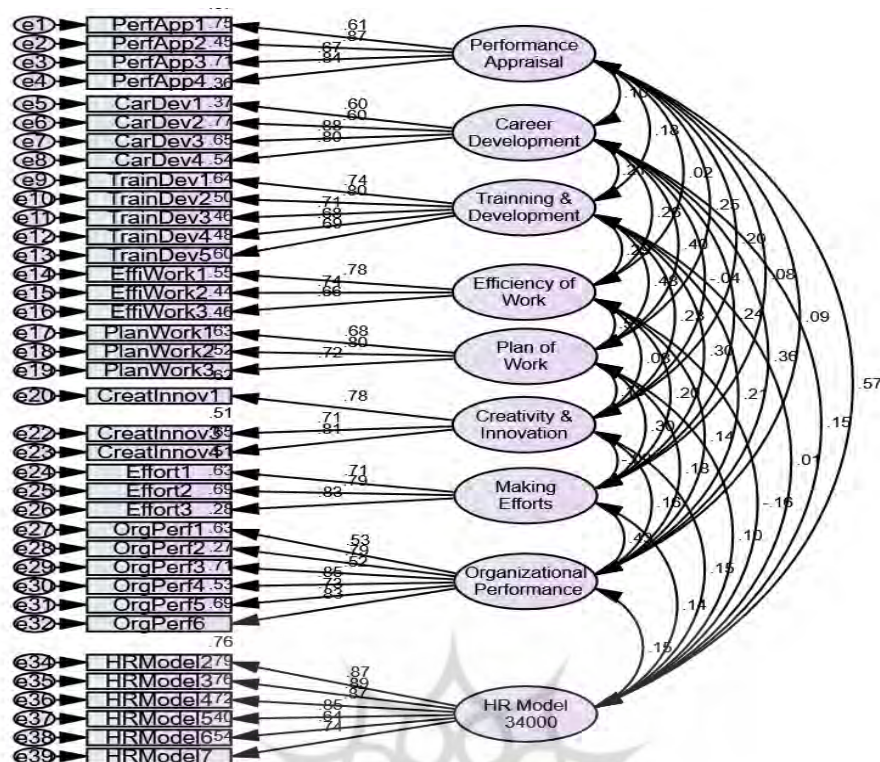 e1 PerfApp1 .75 .61
e2 PerfApp2 .45 .87
e3 PerfApp3 .71 .67
e4 PerfApp4 .36 .84
Performance
Appraisal
e5 CarDev1 .37 .60
e6 CarDev2 .77 .60
e7 CarDev3 .65 .88
e8 CarDev4 .54 .80
Career
Development
e9 TrainDev1 .64 .74
e10 TrainDev2 .50 .80
e11 TrainDev3 .46 .71
e12 TrainDev4 .48 .68
e13 TrainDev5 .60 .69
Trainning &
Development
e14 EffiWork1 .55 .78
e15 EffiWork2 .44 .74
e16 EffiWork3 .46 .66
Efficiency of
Work
e17 PlanWork1 .63 .68
e18 PlanWork2 .52 .80
e19 PlanWork3 .62 .72
Plan of
Work
e20 CreatInnov1 .78
.51
e22 CreatInnov3 .71
e23 CreatInnov4 .81
Creativity &
Innovation
e24 Effort1 .63 .71
e25 Effort2 .69 .79
e26 Effort3 .28 .83
Making
Efforts
e27 OrgPerf1 .63 .53
e28 OrgPerf2 .27 .79
e29 OrgPerf3 .71 .52
e30 OrgPerf4 .53 .85
e31 OrgPerf5 .69 .73
e32 OrgPerf6 .83
Organizational
Performance
.76
e34 HRModel2 .79 .87
e35 HRModel3 .76 .89
e36 HRModel4 .72 .87
e37 HRModel5 .40 .85
e38 HRModel6 .54 .64
e39 HRModel7 .74
HR Model
34000
.18
.02
.25
.20
.08
.09
.57
.40
-.04
.24
.36
.15
.23
.30
.21
.01
.20
.14
-.16
.30
.18
.10
.16
.15
.14
.15